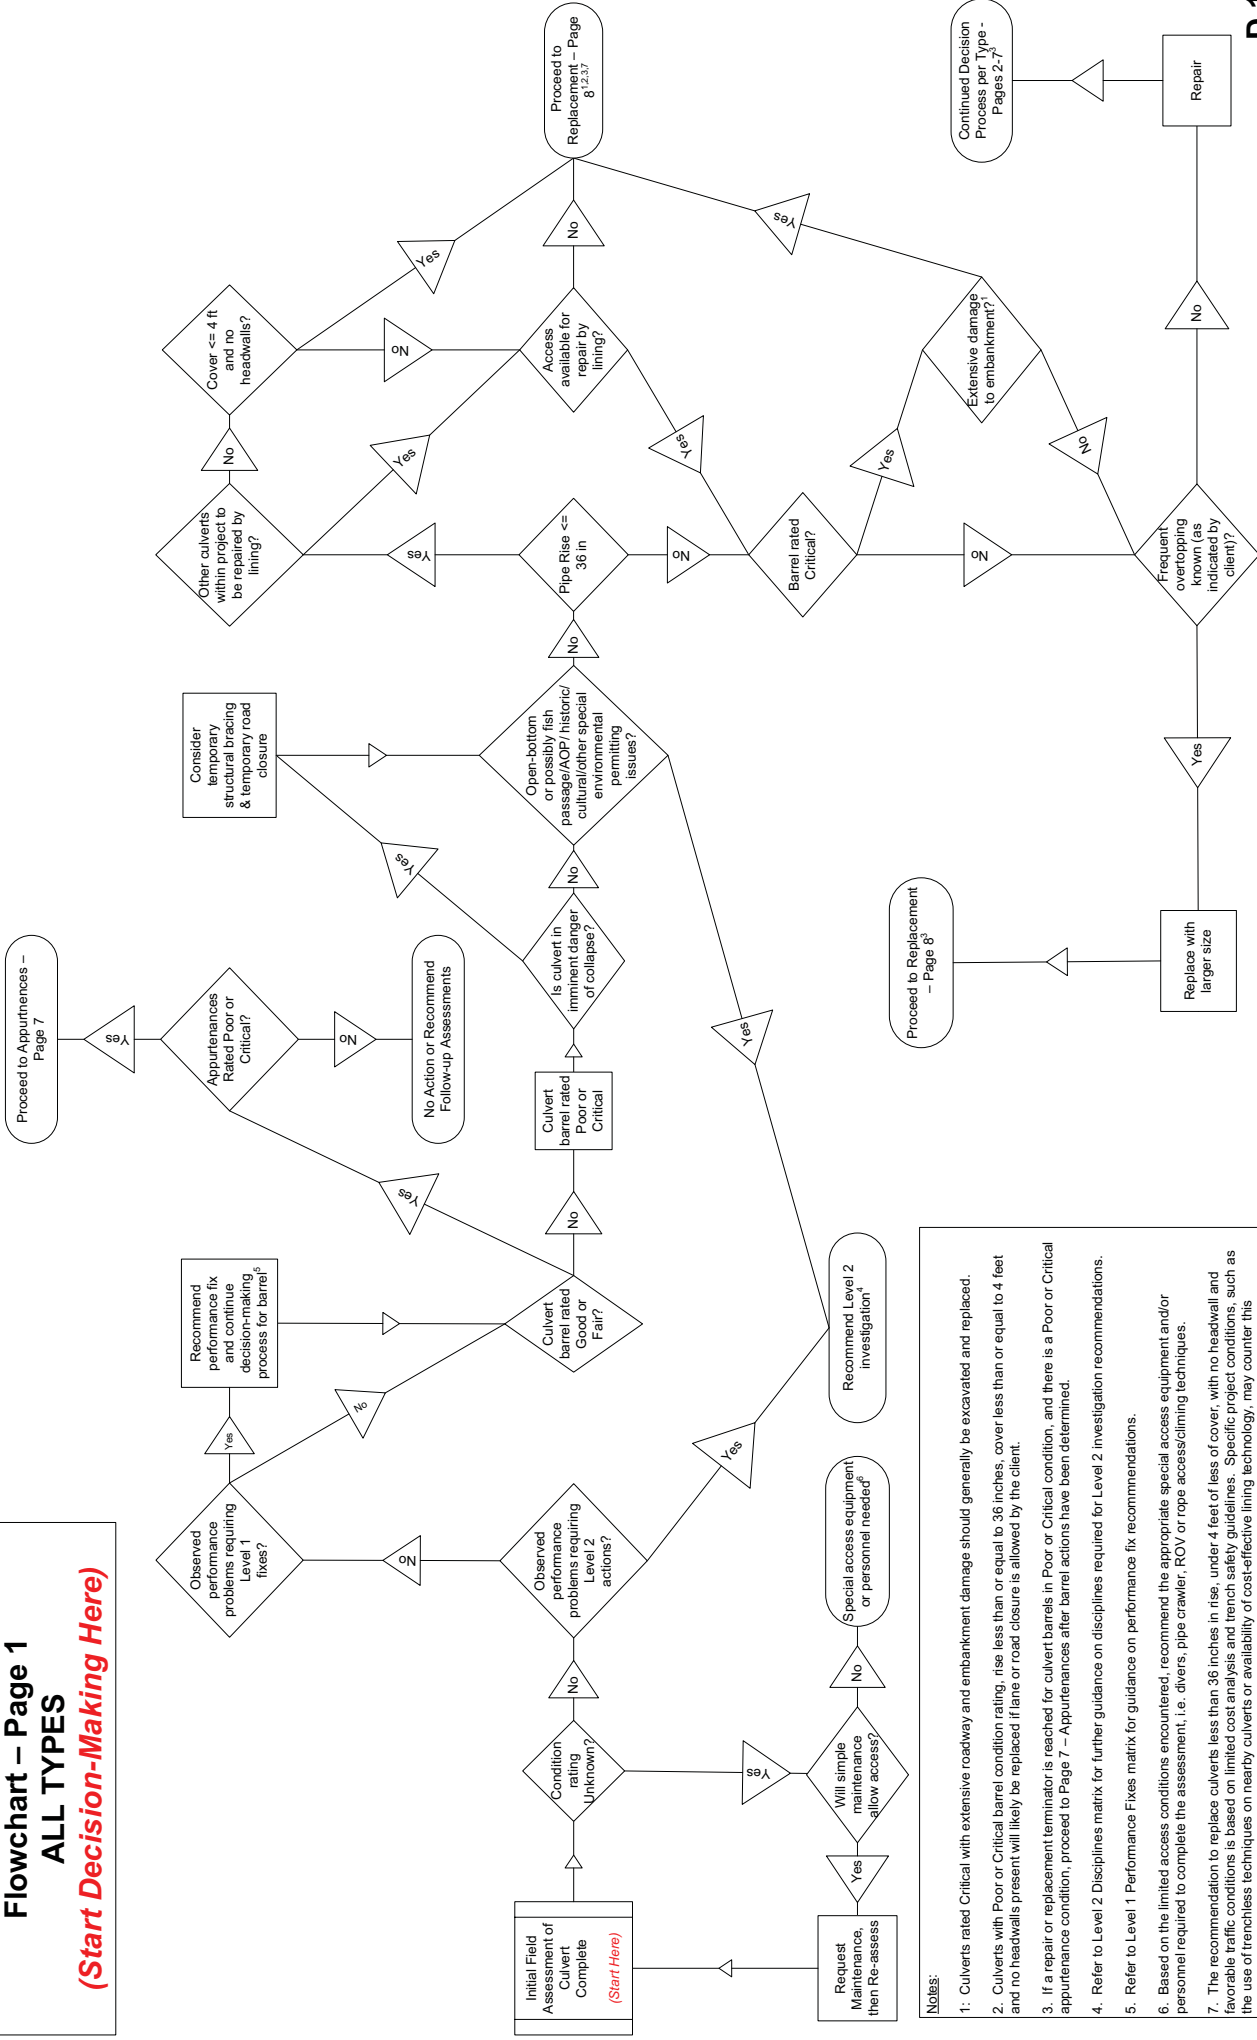 Flowchart – Page 1
ALL TYPES
(Start Decision-Making Here)
Initial Field
Assessment of
Culvert
Complete
(Start Here)
Condition
rating
Unknown?
No
Yes
Will simple
maintenance
allow access?
Yes
Request
Maintenance,
then Re-assess
No
Special access equipment
or personnel needed6
Observed
performance
problems requiring
Level 2
actions?
No
Yes
Recommend Level 2
investigation4
Observed
performance
problems requiring
Level 1
fixes?
Yes
No
Recommend
performance fix
and continue
decision-making
process for barrel5
Culvert
barrel rated
Good or
Fair?
Yes
No
Appurtenances
Rated Poor or
Critical?
Yes
Proceed to Appurtnences –
Page 7
No
No Action or Recommend
Follow-up Assessments
Culvert
barrel rated
Poor or
Critical
Is culvert in
imminent danger
of collapse?
Yes
No
Consider
temporary
structural bracing
& temporary road
closure
Open-bottom
or possibly fish
passage/AOP/ historic/
cultural/other special
environmental
permitting
issues?
Yes
No
Pipe Rise <=
36 in
Yes
No
Other culverts
within project to
be repaired by
lining?
No
Yes
Cover <= 4 ft
and no
headwalls?
Yes
No
Access
available for
repair by
lining?
No
Yes
Proceed to
Replacement – Page
81,2,3,7
Barrel rated
Critical?
Yes
No
Extensive damage
to embankment?1
Yes
No
Frequent
overtopping
known (as
indicated by
client)?
Yes
No
Replace with
larger size
Proceed to Replacement
– Page 83
Repair
Continued Decision
Process per Type -
Pages 2-73
Notes:
1: Culverts rated Critical with extensive roadway and embankment damage should generally be excavated and replaced.
2. Culverts with Poor or Critical barrel condition rating, rise less than or equal to 36 inches, cover less than or equal to 4 feet
and no headwalls present will likely be replaced if lane or road closure is allowed by the client.
3. If a repair or replacement terminator is reached for culvert barrels in Poor or Critical condition, and there is a Poor or Critical
appurtenance condition, proceed to Page 7 – Appurtenances after barrel actions have been determined.
4. Refer to Level 2 Disciplines matrix for further guidance on disciplines required for Level 2 investigation recommendations.
5. Refer to Level 1 Performance Fixes matrix for guidance on performance fix recommnendations.
6. Based on the limited access conditions encountered, recommend the appropriate special access equipment and/or
personnel required to complete the assessment, i.e. divers, pipe crawler, ROV or rope access/climing techniques.
7. The recommendation to replace culverts less than 36 inches in rise, under 4 feet of less of cover, with no headwall and
favorable traffic conditions is based on limited cost analysis and trench safety guidelines. Specific project conditions, such as
the use of trenchless techniques on nearby culverts or availability of cost-effective lining technology, may counter this